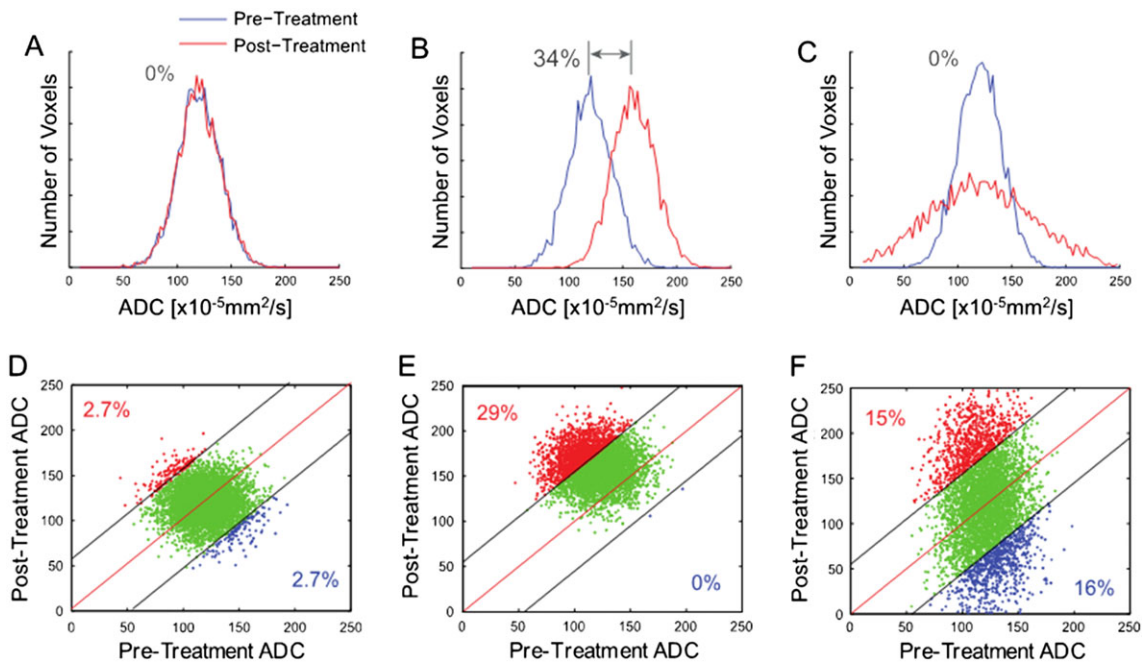 Pre-Treatment
Post-Treatment
A
0%
Number of Voxels
0 50 100 150 200 250
ADC [x10⁻⁵mm²/s]
B
34%
Number of Voxels
0 50 100 150 200 250
ADC [x10⁻⁵mm²/s]
C
0%
Number of Voxels
0 50 100 150 200 250
ADC [x10⁻⁵mm²/s]
D
2.7%
2.7%
Post-Treatment ADC
250
200
150
100
50
0
0 50 100 150 200 250
Pre-Treatment ADC
E
29%
0%
Post-Treatment ADC
250
200
150
100
50
0
0 50 100 150 200 250
Pre-Treatment ADC
F
15%
16%
Post-Treatment ADC
250
200
150
100
50
0
0 50 100 150 200 250
Pre-Treatment ADC